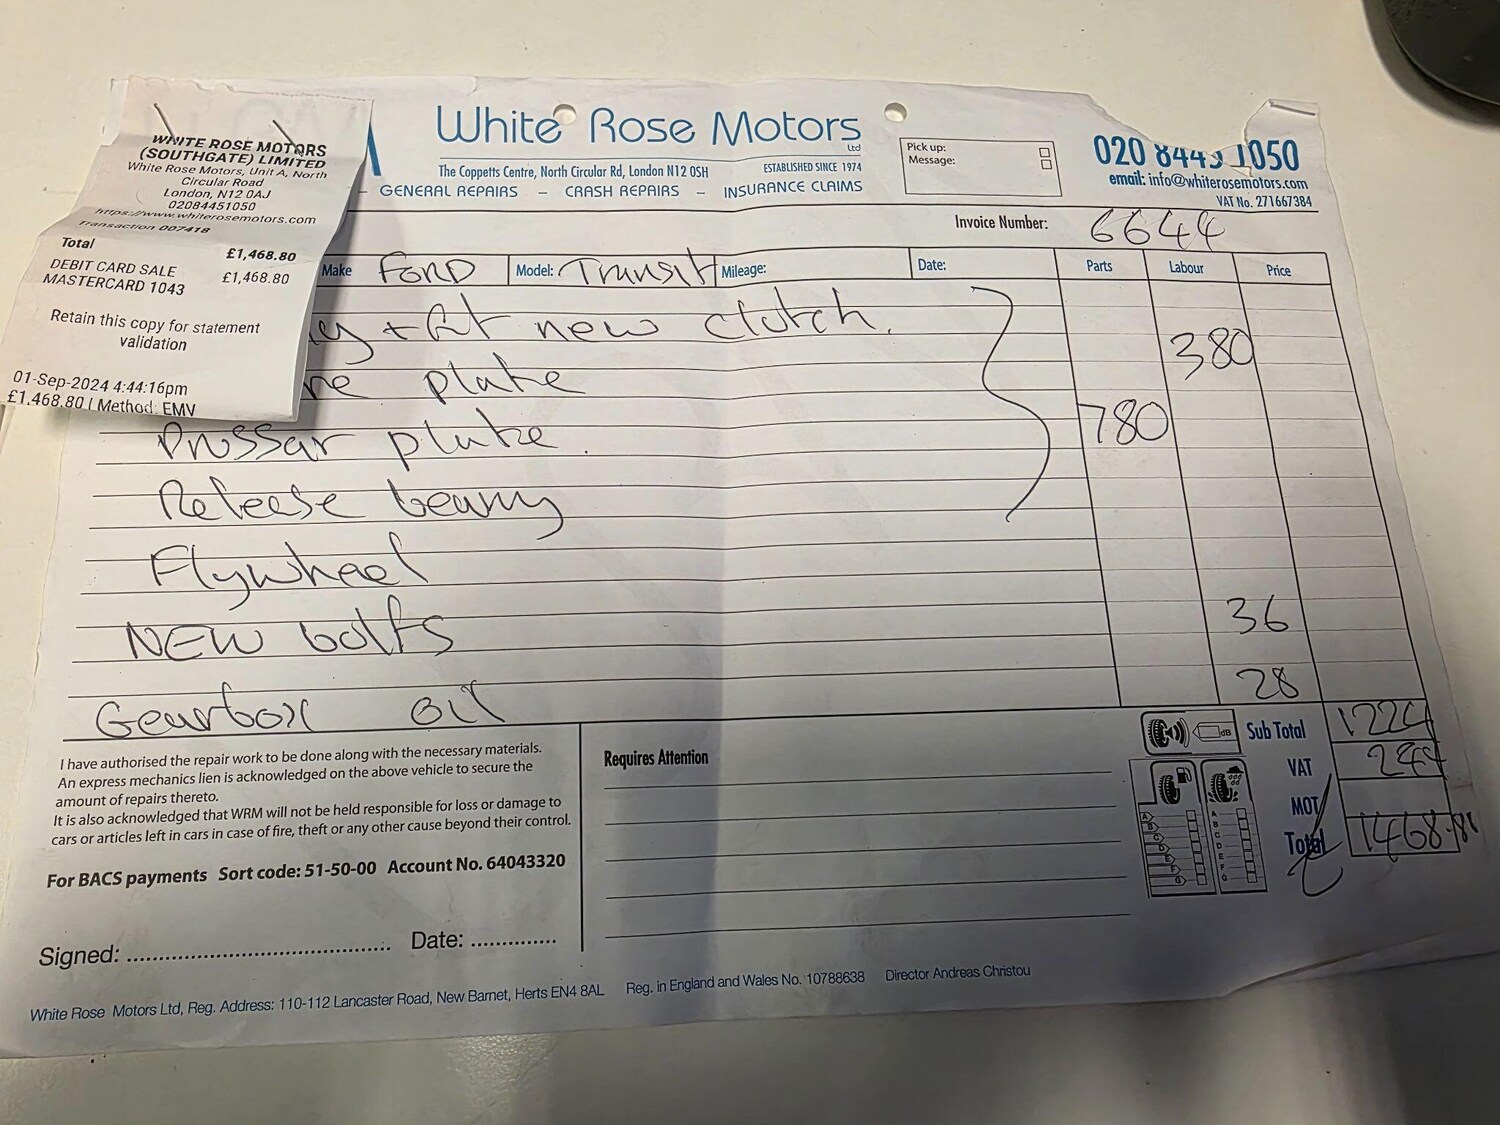 WHITE ROSE MOTORS
(SOUTHGATE) LIMITED
White Rose Motors, Unit A, North
Circular Road
London, N12 0AJ
02084451050
https://www.whiterosemotors.com
Transaction 007418
Total £1,468.80
DEBIT CARD SALE £1,468.80
MASTERCARD 1043
Retain this copy for statement
validation
01-Sep-2024 4:44:16pm
£1,468.80 | Method: EMV
White Rose Motors
Ltd
The Coppetts Centre, North Circular Rd, London N12 0SH
ESTABLISHED SINCE 1974
– GENERAL REPAIRS – CRASH REPAIRS – INSURANCE CLAIMS
Pick up:
Message:
020 8445 1050
email: info@whiterosemotors.com
VAT No. 271667384
Invoice Number: 6644
Make FORD Model: Transit Mileage: Date: Parts Labour Price
+ fit new clutch. 380
plate
Prussar plate. 780
Release
Flywheel
NEW bolts 36
Gearbox oil 28
I have authorised the repair work to be done along with the necessary materials.
An express mechanics lien is acknowledged on the above vehicle to secure the
amount of repairs thereto.
It is also acknowledged that WRM will not be held responsible for loss or damage to
cars or articles left in cars in case of fire, theft or any other cause beyond their control.
For BACS payments Sort code: 51-50-00 Account No. 64043320
Signed: Date:
Requires Attention
dB
A
B
C
D
E
F
G
A
B
C
D
E
F
G
Sub Total 1224
VAT 244
MOT
Total 1468.
White Rose Motors Ltd, Reg. Address: 110-112 Lancaster Road, New Barnet, Herts EN4 8AL Reg. in England and Wales No. 10788638 Director Andreas Christou